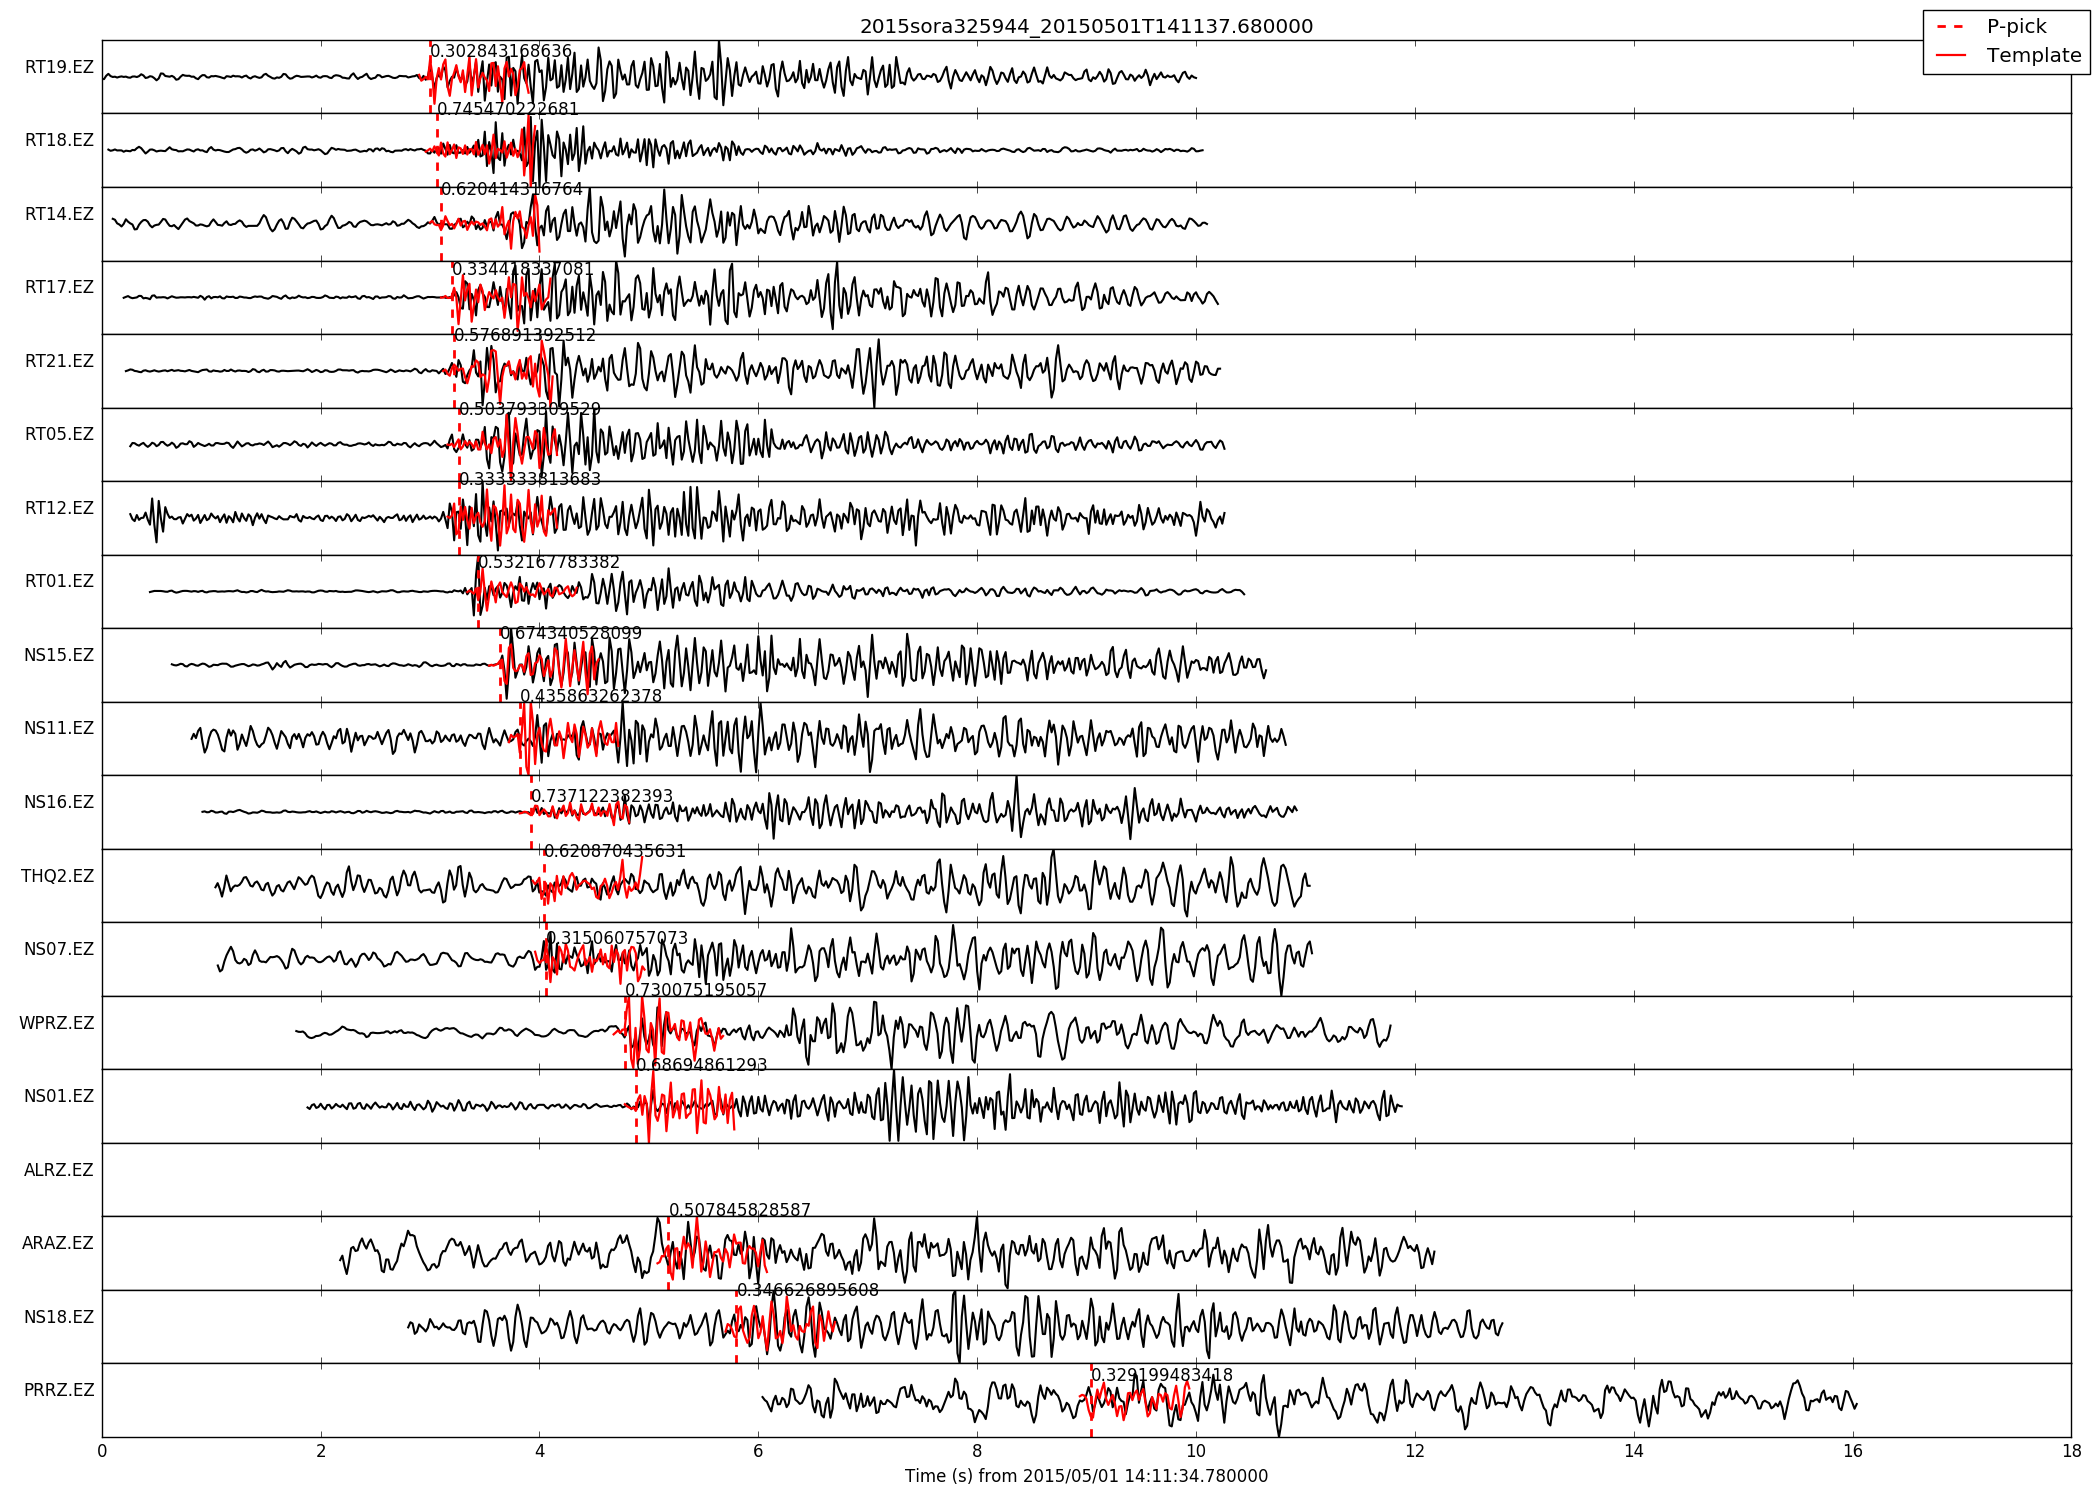 2015sora325944_20150501T141137.680000
P-pick
Template
RT19.EZ
0.302843168636
RT18.EZ
0.745470222681
RT14.EZ
0.620414316764
RT17.EZ
0.334418337081
RT21.EZ
0.576891392512
RT05.EZ
0.503793309529
RT12.EZ
0.333333813683
RT01.EZ
0.532167783382
NS15.EZ
0.674340528099
NS11.EZ
0.435863262378
NS16.EZ
0.737122382393
THQ2.EZ
0.620870435631
NS07.EZ
0.315060757073
WPRZ.EZ
0.730075195057
NS01.EZ
0.68694861293
ALRZ.EZ
ARAZ.EZ
0.507845828587
NS18.EZ
0.346626895608
PRRZ.EZ
0.329199483418
0 2 4 6 8 10 12 14 16 18
Time (s) from 2015/05/01 14:11:34.780000